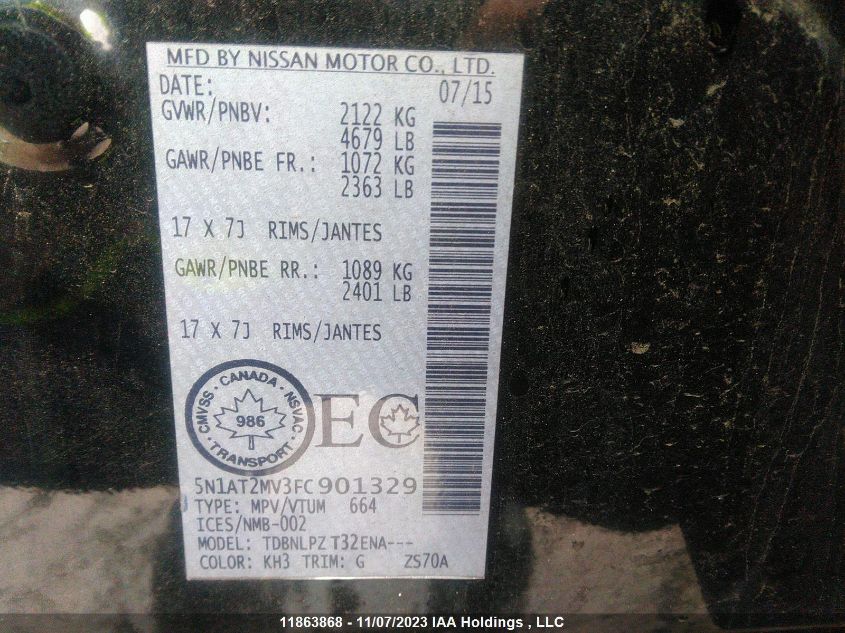 MFD BY NISSAN MOTOR CO., LTD.
DATE: 07/15
GVWR/PNBV: 2122 KG
4679 LB
GAWR/PNBE FR.: 1072 KG
2363 LB
17 X 7J RIMS/JANTES
GAWR/PNBE RR.: 1089 KG
2401 LB
17 X 7J RIMS/JANTES
CMVSS · CANADA · NSVAC
986
· TRANSPORT ·
EC
5N1AT2MV3FC901329
TYPE: MPV/VTUM 664
ICES/NMB-002
MODEL: TDBNLPZ T32ENA---
COLOR: KH3 TRIM: G ZS70A
11863868 - 11/07/2023 IAA Holdings , LLC